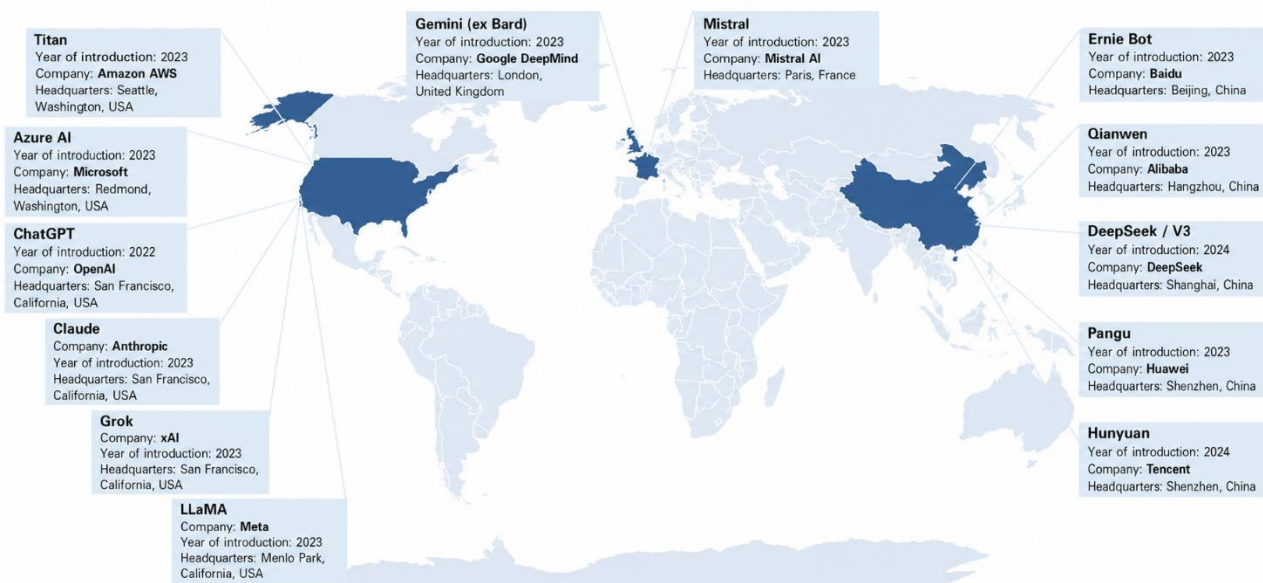 Titan
Year of introduction: 2023
Company: Amazon AWS
Headquarters: Seattle,
Washington, USA
Azure AI
Year of introduction: 2023
Company: Microsoft
Headquarters: Redmond,
Washington, USA
ChatGPT
Year of introduction: 2022
Company: OpenAI
Headquarters: San Francisco,
California, USA
Claude
Company: Anthropic
Year of introduction: 2023
Headquarters: San Francisco,
California, USA
Grok
Company: xAI
Year of introduction: 2023
Headquarters: San Francisco,
California, USA
LLaMA
Company: Meta
Year of introduction: 2023
Headquarters: Menlo Park,
California, USA
Gemini (ex Bard)
Year of introduction: 2023
Company: Google DeepMind
Headquarters: London,
United Kingdom
Mistral
Year of introduction: 2023
Company: Mistral AI
Headquarters: Paris, France
Ernie Bot
Year of introduction: 2023
Company: Baidu
Headquarters: Beijing, China
Qianwen
Year of introduction: 2023
Company: Alibaba
Headquarters: Hangzhou, China
DeepSeek / V3
Year of introduction: 2024
Company: DeepSeek
Headquarters: Shanghai, China
Pangu
Year of introduction: 2023
Company: Huawei
Headquarters: Shenzhen, China
Hunyuan
Year of introduction: 2024
Company: Tencent
Headquarters: Shenzhen, China